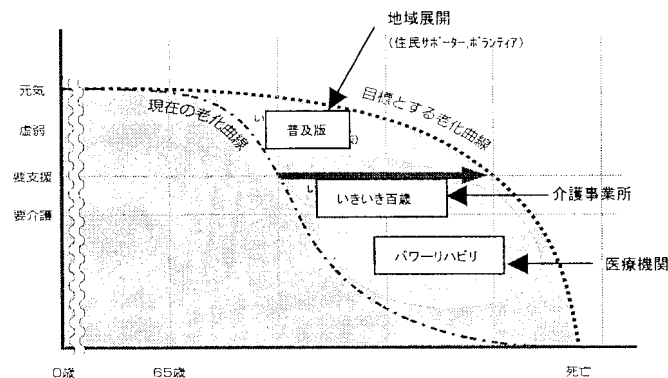 地域展開
(住民サポーター,ボランティア)
元気
虚弱
要支援
要介護
現在の老化曲線
目標とする老化曲線
い
普及版
し
いきいき百歳
介護事業所
パワーリハビリ
医療機関
0歳
65歳
死亡